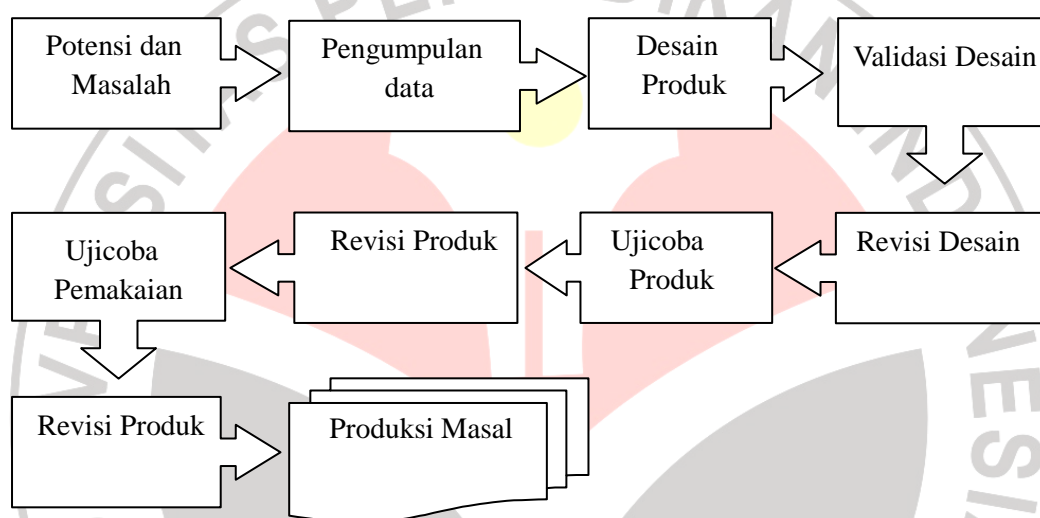 Potensi dan
Masalah
Pengumpulan
data
Desain
Produk
Validasi Desain
Ujicoba
Pemakaian
Revisi Produk
Ujicoba
Produk
Revisi Desain
Revisi Produk
Produksi Masal